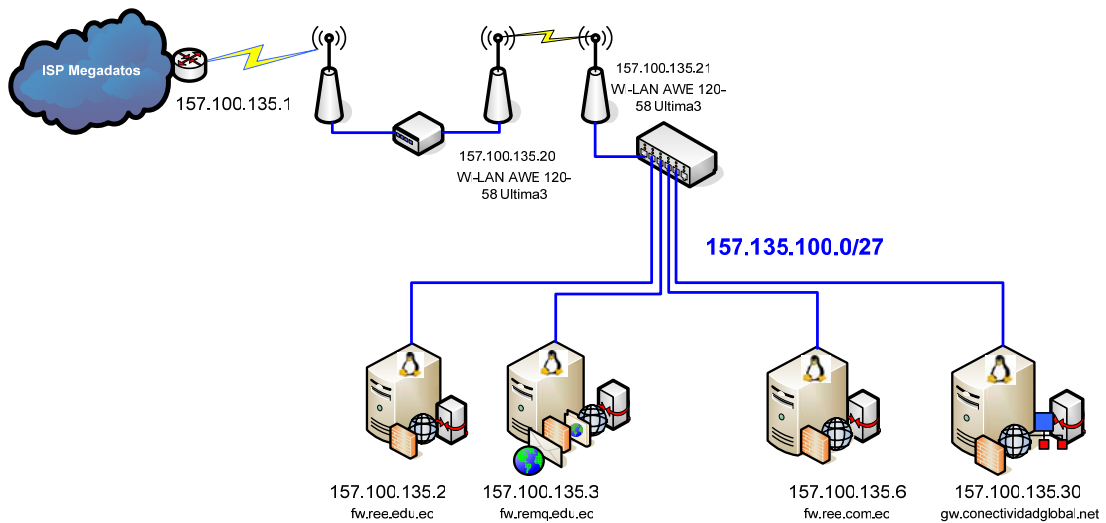 ISP Megadatos
157.100.135.1
157.100.135.20
W-LAN AWE 120-
58 Ultima3
157.100.135.21
W-LAN AWE 120-
58 Ultima3
157.135.100.0/27
157.100.135.2
fw.ree.edu.ec
157.100.135.3
fw.remq.edu.ec
157.100.135.6
fw.ree.com.ec
157.100.135.30
gw.conectividadglobal.net